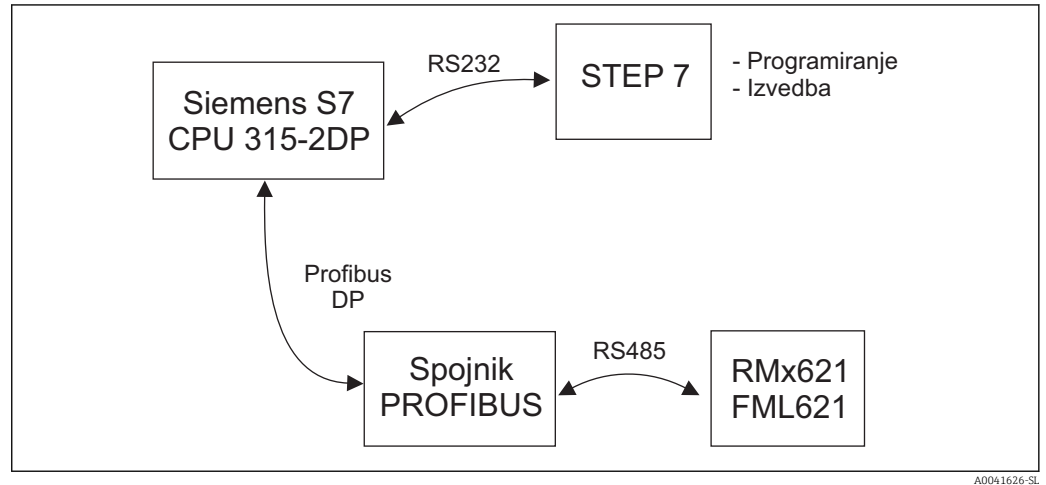 RS232
STEP 7
- Programiranje
- Izvedba
Siemens S7
CPU 315-2DP
Profibus
DP
Spojnik
PROFIBUS
RS485
RMx621
FML621
A0041626-SL